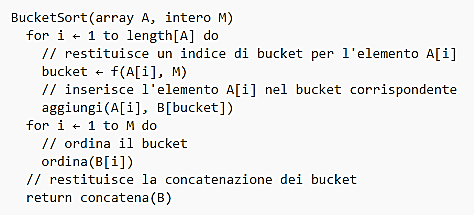 BucketSort(array A, intero M)
for i ← 1 to length[A] do
// restituisce un indice di bucket per l'elemento A[i]
bucket ← f(A[i], M)
// inserisce l'elemento A[i] nel bucket corrispondente
aggiungi(A[i], B[bucket])
for i ← 1 to M do
// ordina il bucket
ordina(B[i])
// restituisce la concatenazione dei bucket
return concatena(B)